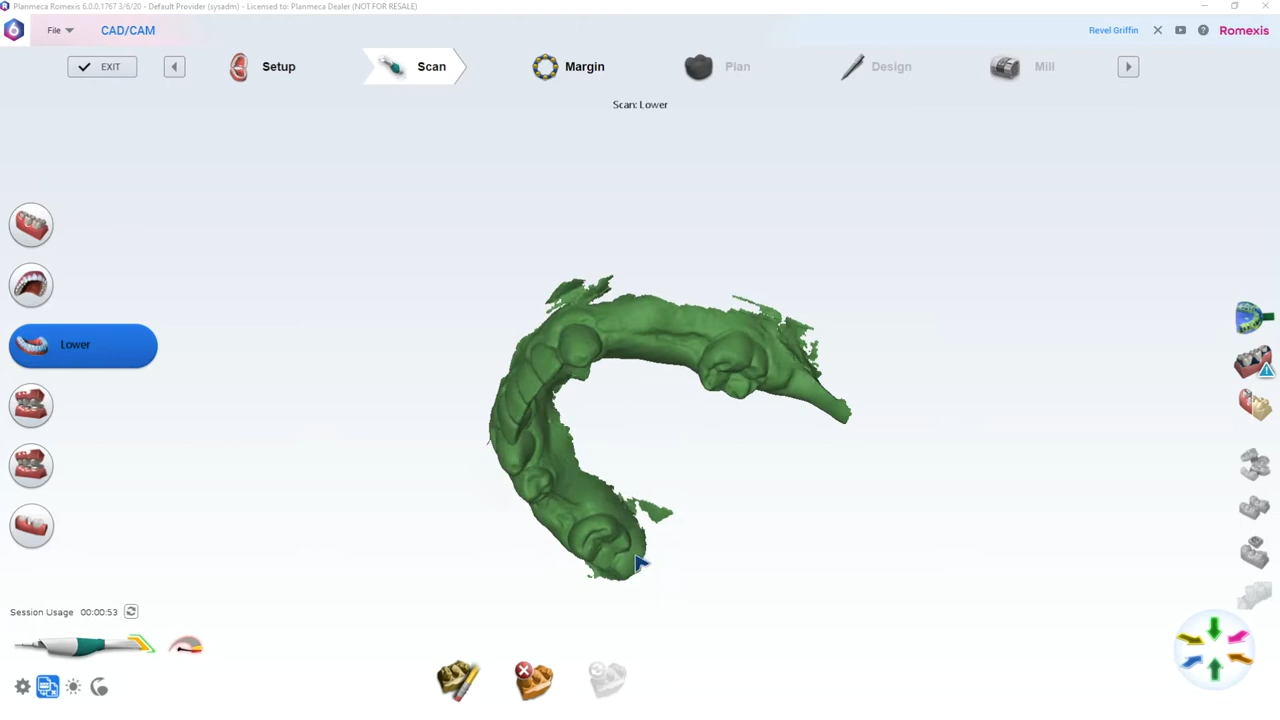 Planmeca Romexis 6.0.0.1767 3/6/20 - Default Provider (sysadm) - Licensed to: Planmeca Dealer (NOT FOR RESALE)
6 File CAD/CAM Revel Griffin Romexis
EXIT Setup Scan Margin Plan Design Mill
Scan: Lower
Lower
Session Usage 00:00:53